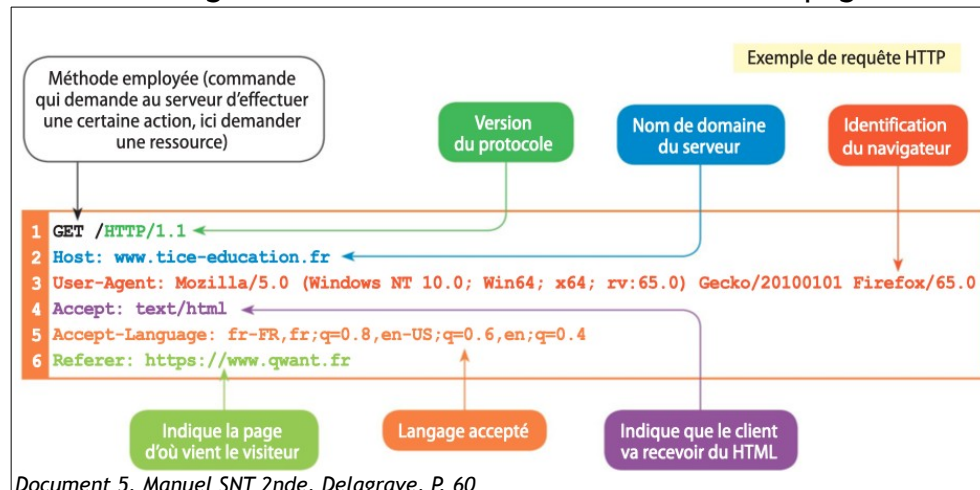 Exemple de requête HTTP
Méthode employée (commande
qui demande au serveur d'effectuer
une certaine action, ici demander
une ressource)
Version
du protocole
Nom de domaine
du serveur
Identification
du navigateur
1 GET /HTTP/1.1
2 Host: www.tice-education.fr
3 User-Agent: Mozilla/5.0 (Windows NT 10.0; Win64; x64; rv:65.0) Gecko/20100101 Firefox/65.0
4 Accept: text/html
5 Accept-Language: fr-FR,fr;q=0.8,en-US;q=0.6,en;q=0.4
6 Referer: https://www.qwant.fr
Indique la page
d'où vient le visiteur
Langage accepté
Indique que le client
va recevoir du HTML
Document 5. Manuel SNT 2nde. Delagrave. P. 60